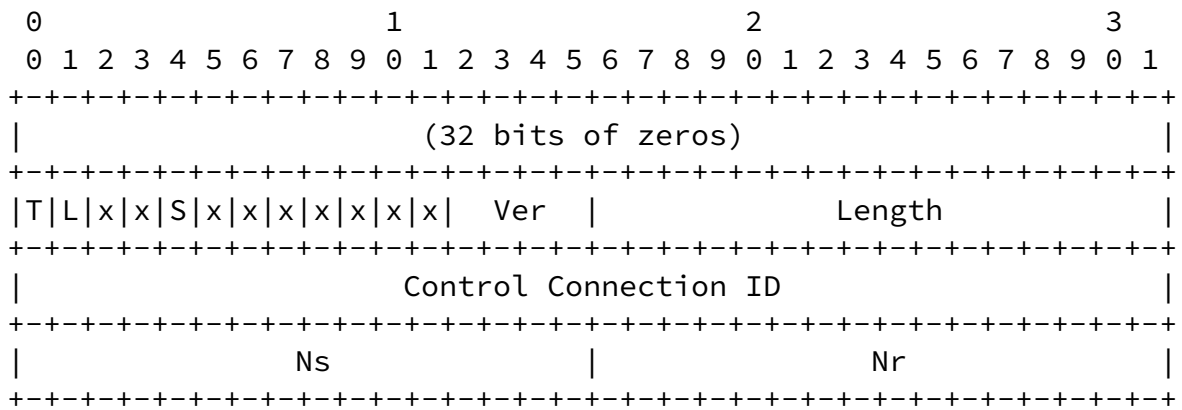 0                   1                   2                   3
 0 1 2 3 4 5 6 7 8 9 0 1 2 3 4 5 6 7 8 9 0 1 2 3 4 5 6 7 8 9 0 1
+-+-+-+-+-+-+-+-+-+-+-+-+-+-+-+-+-+-+-+-+-+-+-+-+-+-+-+-+-+-+-+-+
|                      (32 bits of zeros)                       |
+-+-+-+-+-+-+-+-+-+-+-+-+-+-+-+-+-+-+-+-+-+-+-+-+-+-+-+-+-+-+-+-+
|T|L|x|x|S|x|x|x|x|x|x|x|  Ver  |             Length            |
+-+-+-+-+-+-+-+-+-+-+-+-+-+-+-+-+-+-+-+-+-+-+-+-+-+-+-+-+-+-+-+-+
|                     Control Connection ID                     |
+-+-+-+-+-+-+-+-+-+-+-+-+-+-+-+-+-+-+-+-+-+-+-+-+-+-+-+-+-+-+-+-+
|               Ns              |               Nr              |
+-+-+-+-+-+-+-+-+-+-+-+-+-+-+-+-+-+-+-+-+-+-+-+-+-+-+-+-+-+-+-+-+